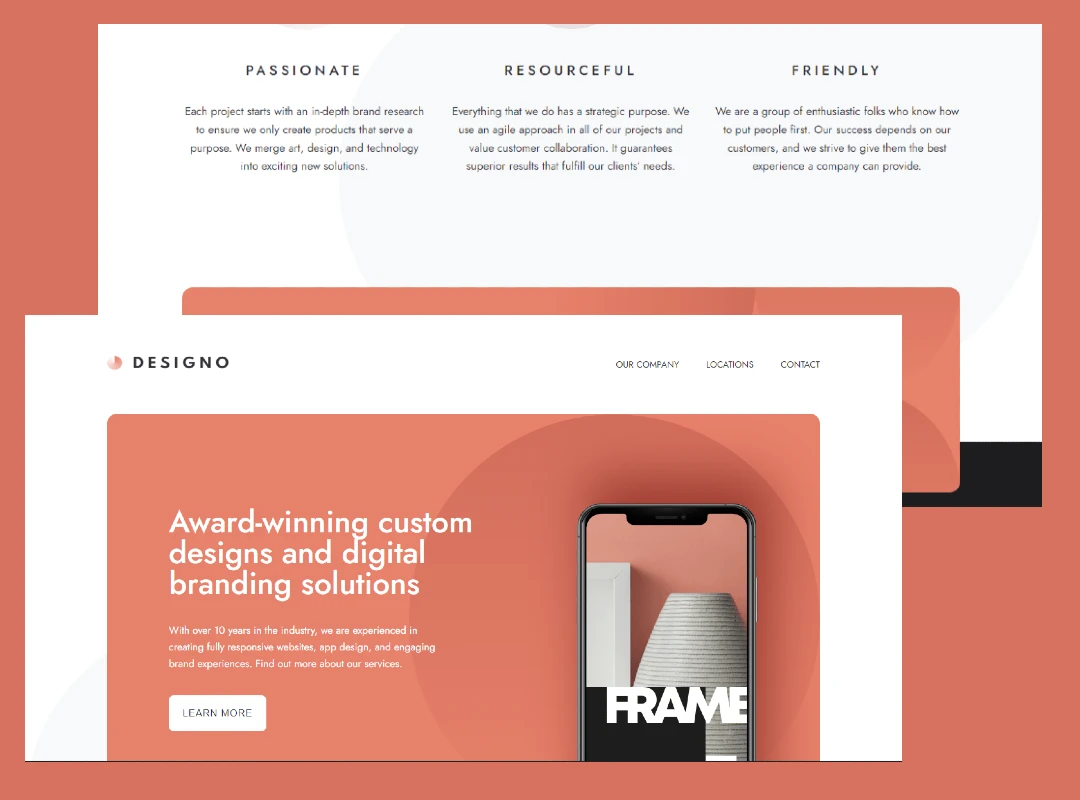 PASSIONATE
Each project starts with an in-depth brand research
to ensure we only create products that serve a
purpose. We merge art, design, and technology
into exciting new solutions.
RESOURCEFUL
Everything that we do has a strategic purpose. We
use an agile approach in all of our projects and
value customer collaboration. It guarantees
superior results that fulfill our clients' needs.
FRIENDLY
We are a group of enthusiastic folks who know how
to put people first. Our success depends on our
customers, and we strive to give them the best
experience a company can provide.
DESIGNO
OUR COMPANY
LOCATIONS
CONTACT
Award-winning custom
designs and digital
branding solutions
With over 10 years in the industry, we are experienced in
creating fully responsive websites, app design, and engaging
brand experiences. Find out more about our services.
LEARN MORE
FRAME